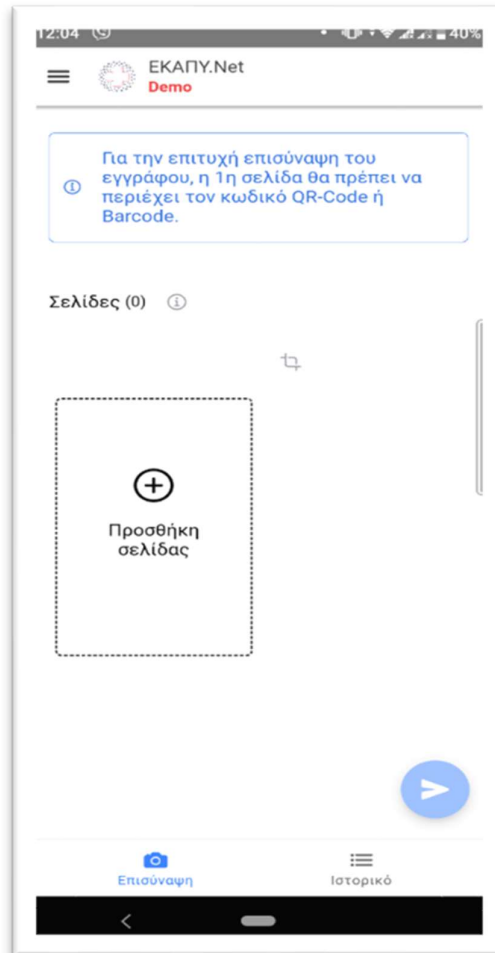 12:04 40%
ΕΚΑΠΥ.Net
Demo
Για την επιτυχή επισύναψη του
εγγράφου, η 1η σελίδα θα πρέπει να
περιέχει τον κωδικό QR-Code ή
Barcode.
Σελίδες (0)
Προσθήκη
σελίδας
Επισύναψη Ιστορικό